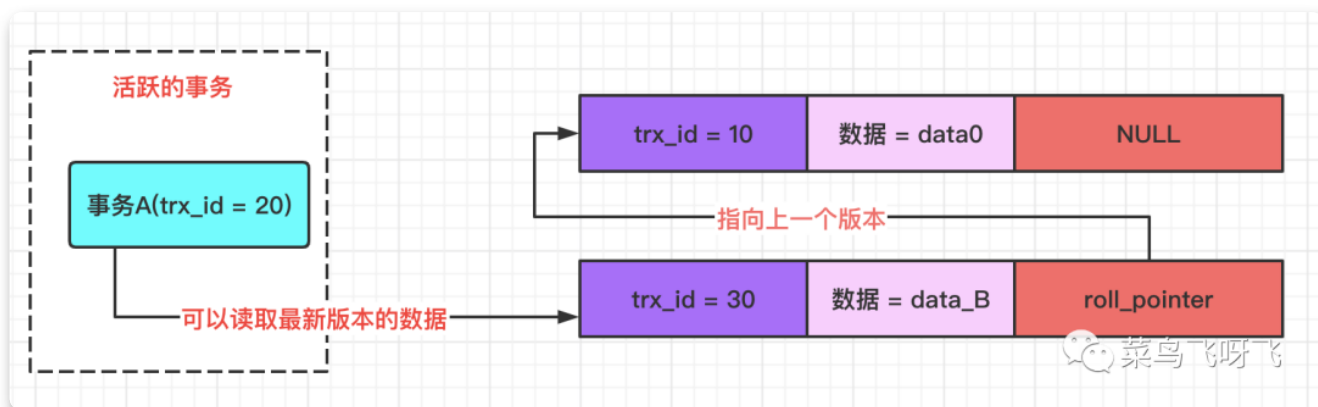 活跃的事务
事务A(trx_id = 20)
可以读取最新版本的数据
trx_id = 10
数据 = data0
NULL
指向上一个版本
trx_id = 30
数据 = data_B
roll_pointer
菜鸟飞呀飞